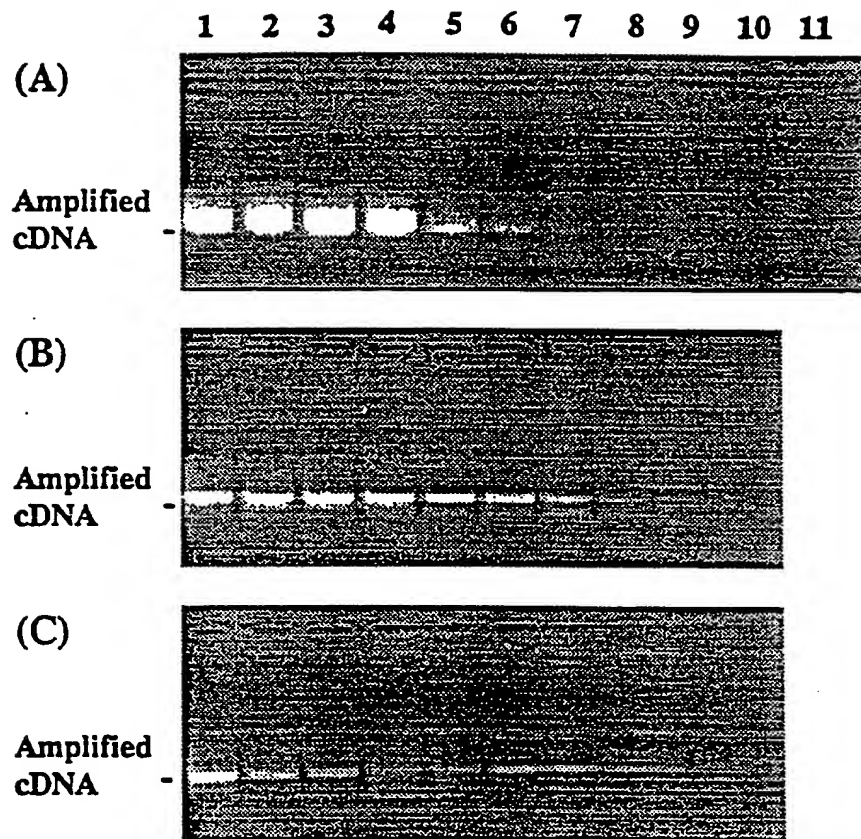 1 2 3 4 5 6 7 8 9 10 11
(A)
Amplified
cDNA
(B)
Amplified
cDNA
(C)
Amplified
cDNA